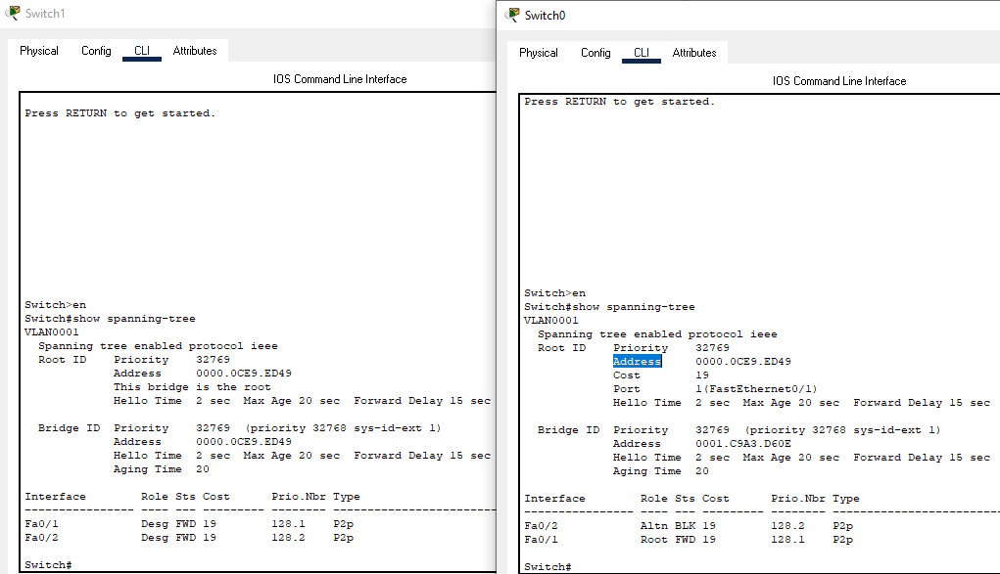 Switch1
Physical Config CLI Attributes
IOS Command Line Interface
Press RETURN to get started.
Switch>en
Switch#show spanning-tree
VLAN0001
  Spanning tree enabled protocol ieee
  Root ID    Priority    32769
             Address     0000.0CE9.ED49
             This bridge is the root
             Hello Time  2 sec  Max Age 20 sec  Forward Delay 15 sec
  Bridge ID  Priority    32769  (priority 32768 sys-id-ext 1)
             Address     0000.0CE9.ED49
             Hello Time  2 sec  Max Age 20 sec  Forward Delay 15 sec
             Aging Time  20
Interface        Role Sts Cost      Prio.Nbr Type
---------------- ---- --- --------- -------- --------------------------------
Fa0/1            Desg FWD 19        128.1    P2p
Fa0/2            Desg FWD 19        128.2    P2p
Switch#
Switch0
Physical Config CLI Attributes
IOS Command Line Interface
Press RETURN to get started.
Switch>en
Switch#show spanning-tree
VLAN0001
  Spanning tree enabled protocol ieee
  Root ID    Priority    32769
             Address     0000.0CE9.ED49
             Cost        19
             Port        1(FastEthernet0/1)
             Hello Time  2 sec  Max Age 20 sec  Forward Delay 15 sec
  Bridge ID  Priority    32769  (priority 32768 sys-id-ext 1)
             Address     0001.C9A3.D60E
             Hello Time  2 sec  Max Age 20 sec  Forward Delay 15 sec
             Aging Time  20
Interface        Role Sts Cost      Prio.Nbr Type
---------------- ---- --- --------- -------- --------------------------------
Fa0/2            Altn BLK 19        128.2    P2p
Fa0/1            Root FWD 19        128.1    P2p
Switch#